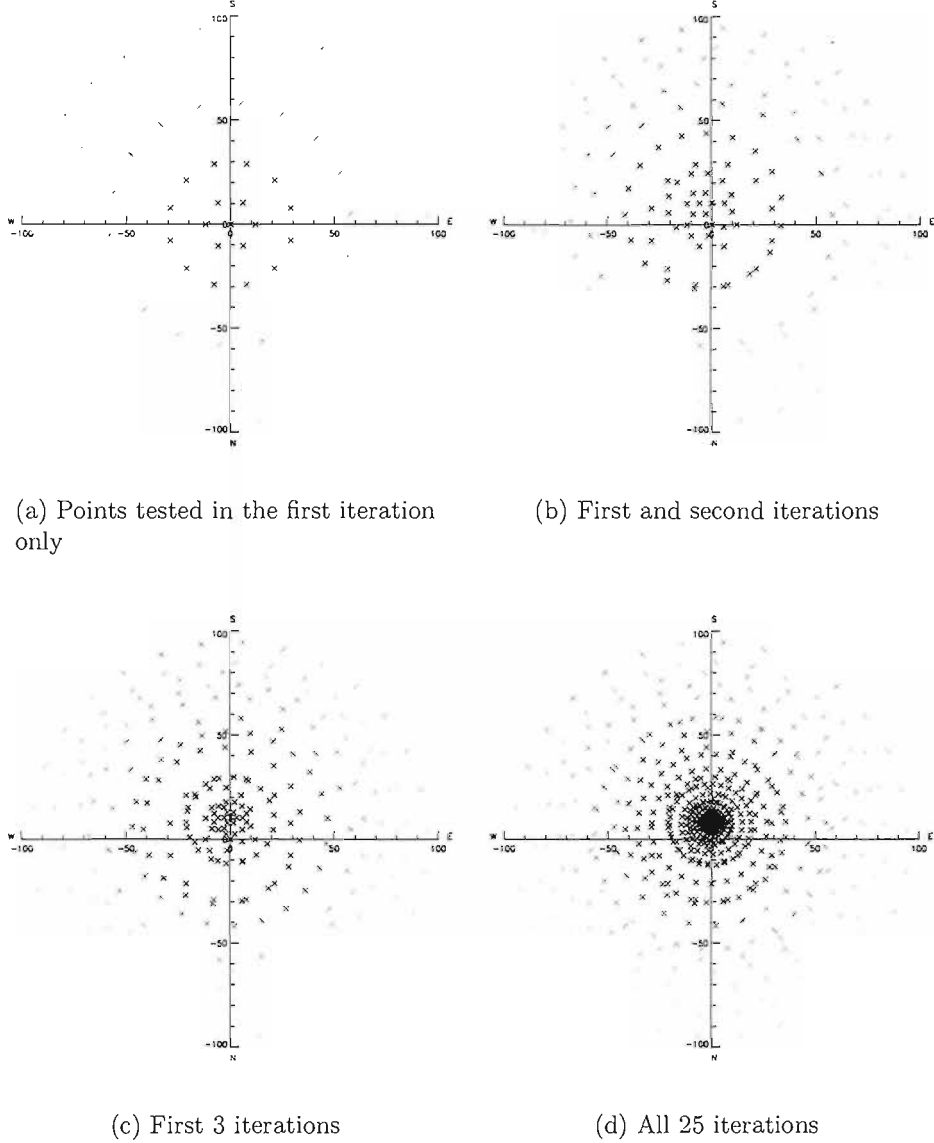 S
100
50
W
-100
-50
0
50
100
E
-50
-100
N
S
100
50
W
-100
-50
0
50
100
E
-50
-100
N
(a) Points tested in the first iteration
only
(b) First and second iterations
S
100
50
W
-100
-50
0
50
100
E
-50
-100
N
S
100
50
W
-100
-50
0
50
100
E
-50
-100
N
(c) First 3 iterations
(d) All 25 iterations